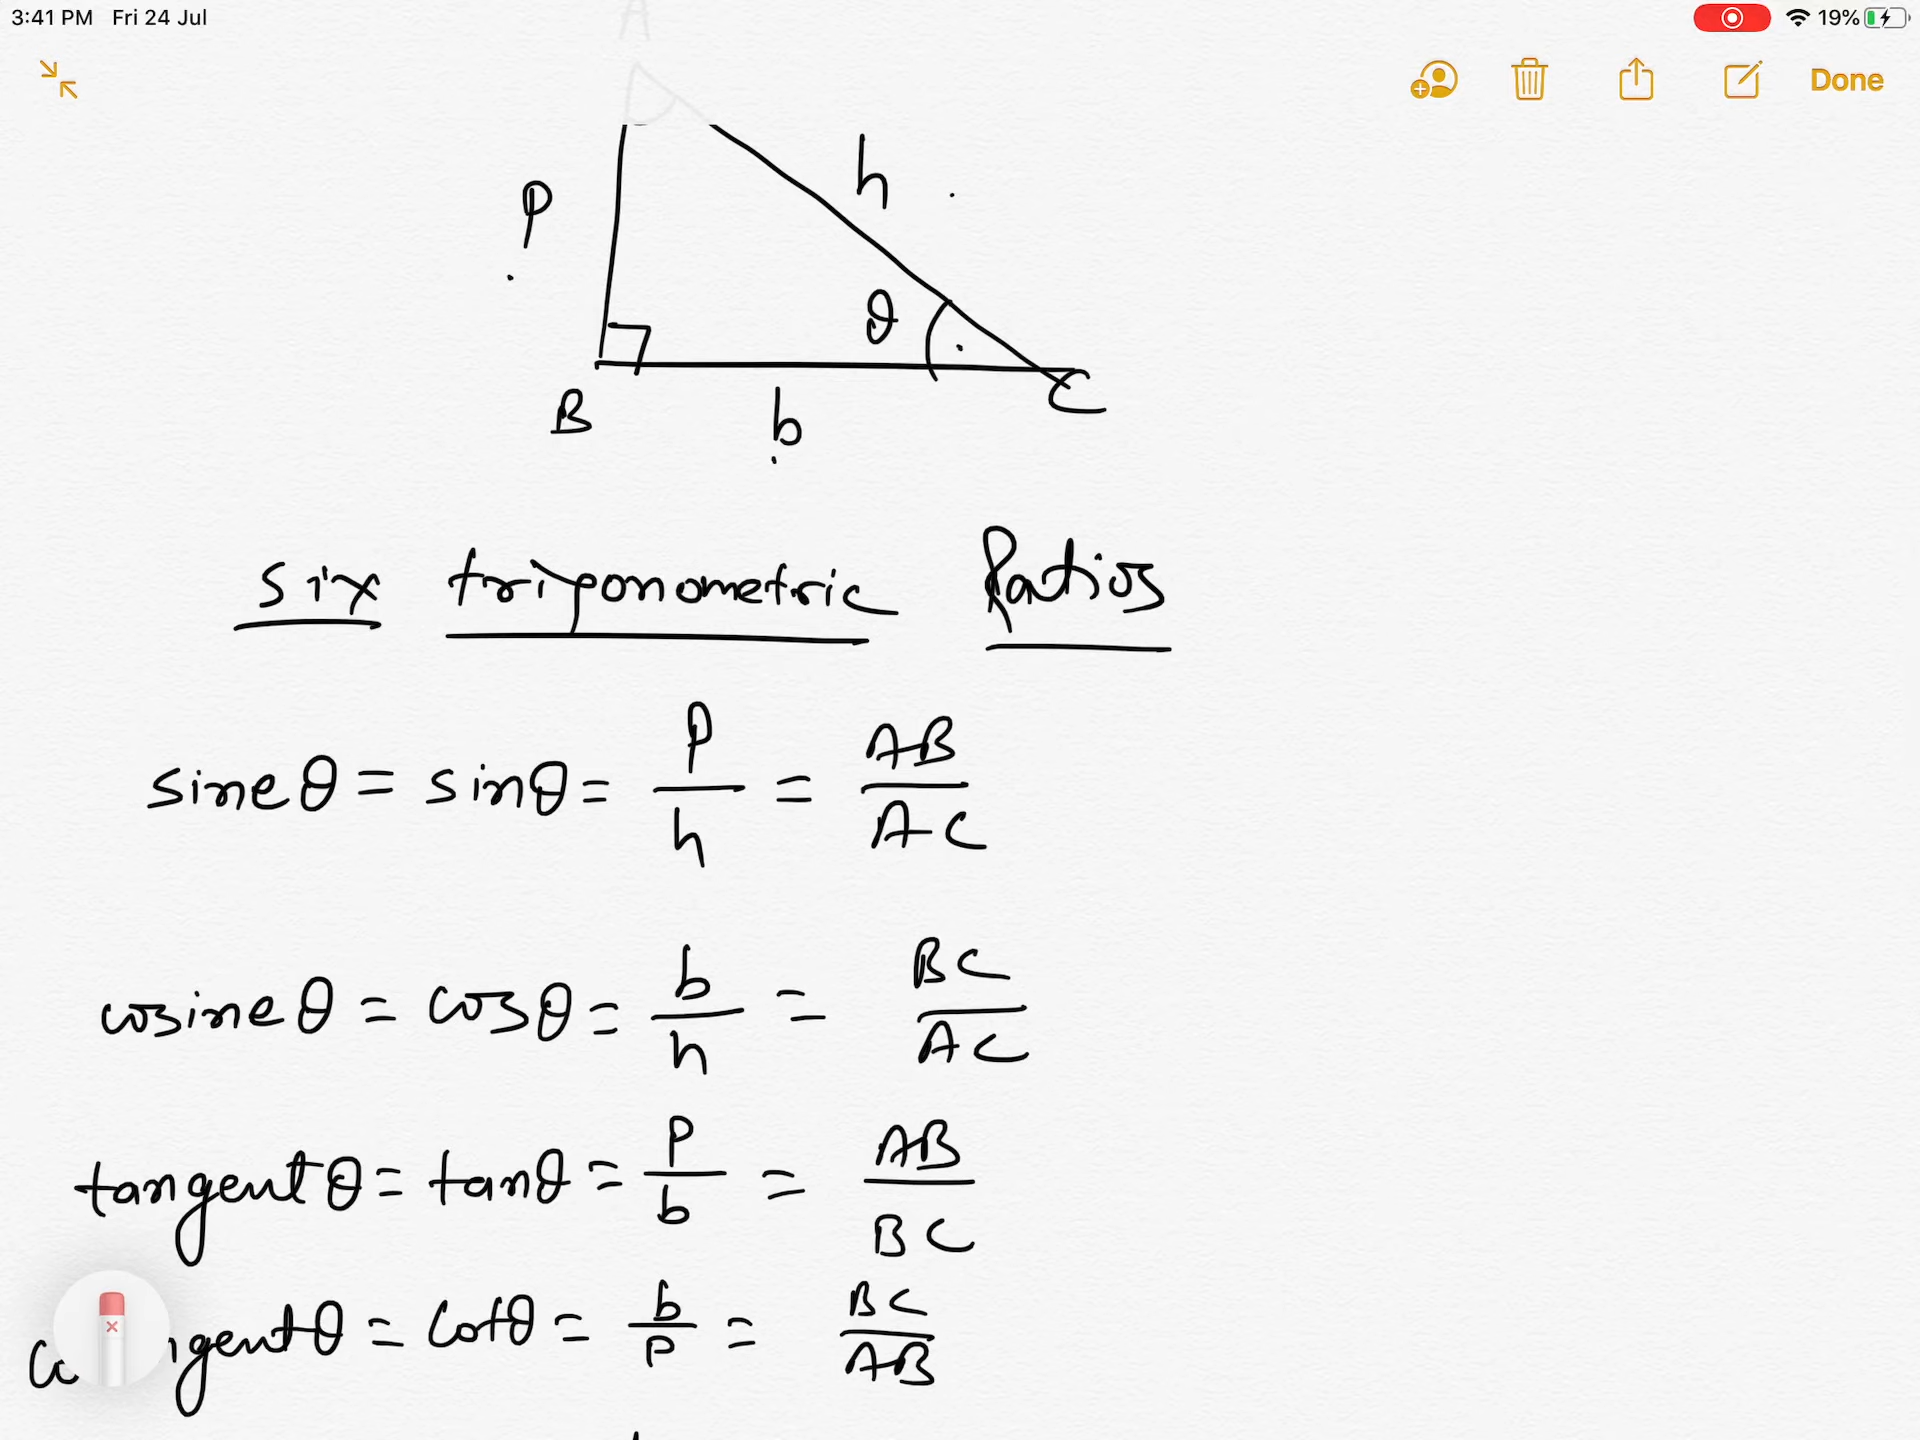 3:41 PM Fri 24 Jul
19%
Done
A
h
P
θ
B
b
C
six trigonometric Ratios
sine θ = sin θ = P/h = AB/AC
cosine θ = cos θ = b/h = BC/AC
tangent θ = tan θ = P/b = AB/BC
gent θ = cot θ = b/P = BC/AB